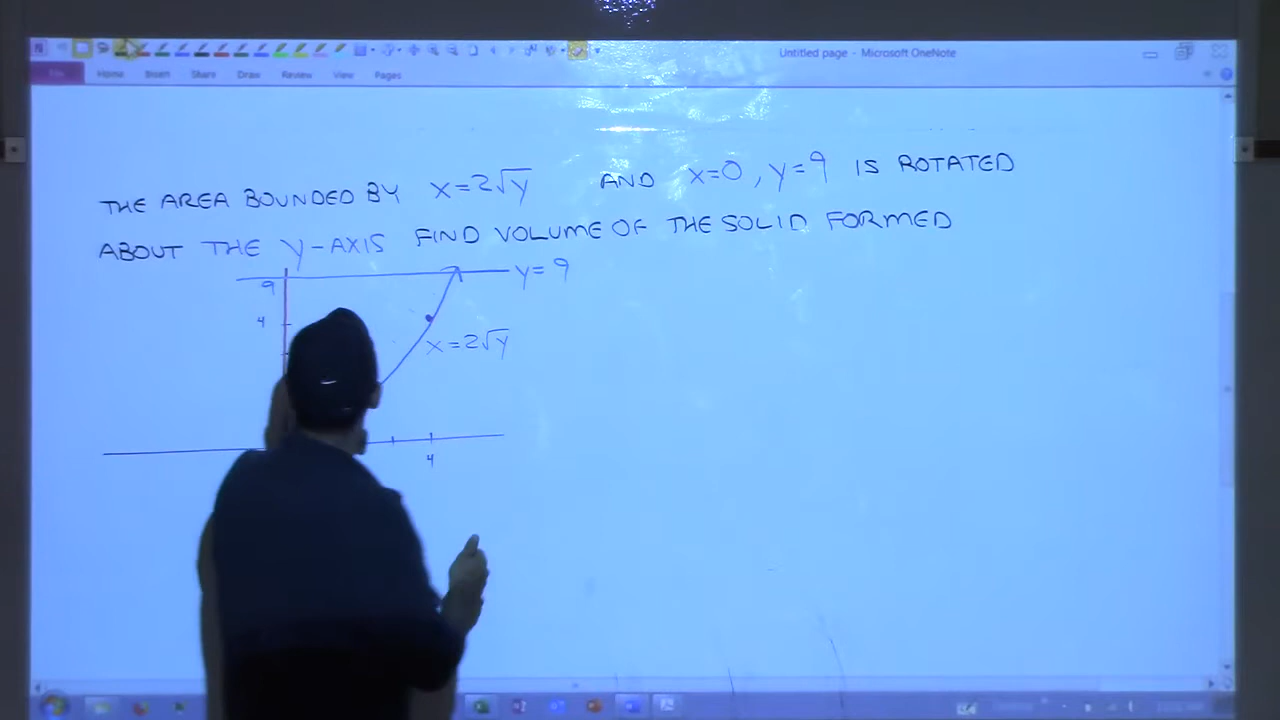 Untitled page - Microsoft OneNote
File Home Insert Share Draw Review View Pages
THE AREA BOUNDED BY x=2√y AND x=0, y=9 IS ROTATED
ABOUT THE y-AXIS FIND VOLUME OF THE SOLID FORMED
9
y=9
4
x=2√y
4